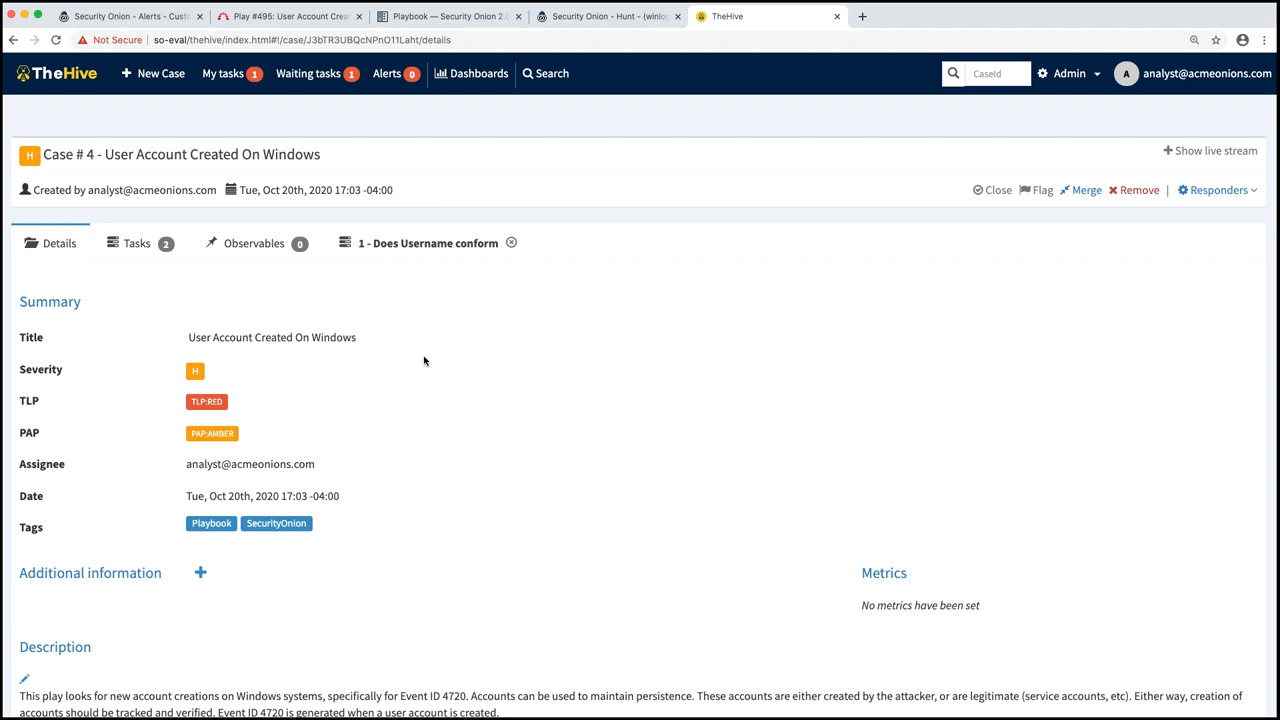 Security Onion - Alerts - Custo
Play #495: User Account Creat
Playbook — Security Onion 2.0
Security Onion - Hunt - (winlog
TheHive
Not Secure
so-eval/thehive/index.html#!/case/J3bTR3UBQcNPnO11Laht/details
TheHive
New Case
My tasks 1
Waiting tasks 1
Alerts 0
Dashboards
Search
CaseId
Admin
A
analyst@acmeonions.com
H Case # 4 - User Account Created On Windows
Show live stream
Created by analyst@acmeonions.com Tue, Oct 20th, 2020 17:03 -04:00
Close Flag Merge Remove | Responders
Details
Tasks 2
Observables 0
1 - Does Username conform
Summary
Title User Account Created On Windows
Severity H
TLP TLP:RED
PAP PAP:AMBER
Assignee analyst@acmeonions.com
Date Tue, Oct 20th, 2020 17:03 -04:00
Tags Playbook SecurityOnion
Additional information
Metrics
No metrics have been set
Description
This play looks for new account creations on Windows systems, specifically for Event ID 4720. Accounts can be used to maintain persistence. These accounts are either created by the attacker, or are legitimate (service accounts, etc). Either way, creation of
accounts should be tracked and verified. Event ID 4720 is generated when a user account is created.